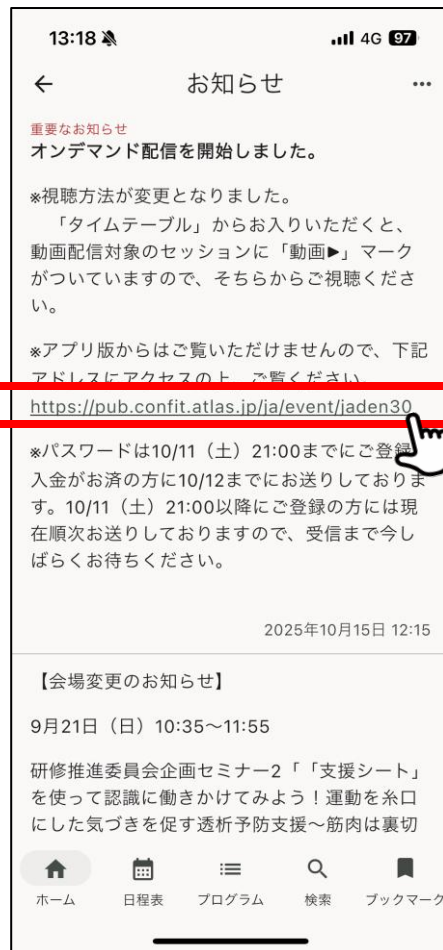 13:18
4G 97
お知らせ
重要なお知らせ
オンデマンド配信を開始しました。
※視聴方法が変更となりました。
「タイムテーブル」からお入りいただくと、
動画配信対象のセッションに「動画▶」マーク
がついていますので、そちらからご視聴くださ
い。
※アプリ版からはご覧いただけませんので、下記
アドレスにアクセスの上、ご覧ください。
https://pub.confit.atlas.jp/ja/event/jaden30
※パスワードは10/11（土）21:00までにご登録
入金がお済の方に10/12までにお送りしておりま
す。10/11（土）21:00以降にご登録の方には現
在順次お送りしておりますので、受信まで今し
ばらくお待ちください。
2025年10月15日 12:15
【会場変更のお知らせ】
9月21日（日）10:35～11:55
研修推進委員会企画セミナー2「「支援シート」
を使って認識に働きかけてみよう！運動を糸口
にした気づきを促す透析予防支援～筋肉は裏切
ホーム 日程表 プログラム 検索 ブックマーク